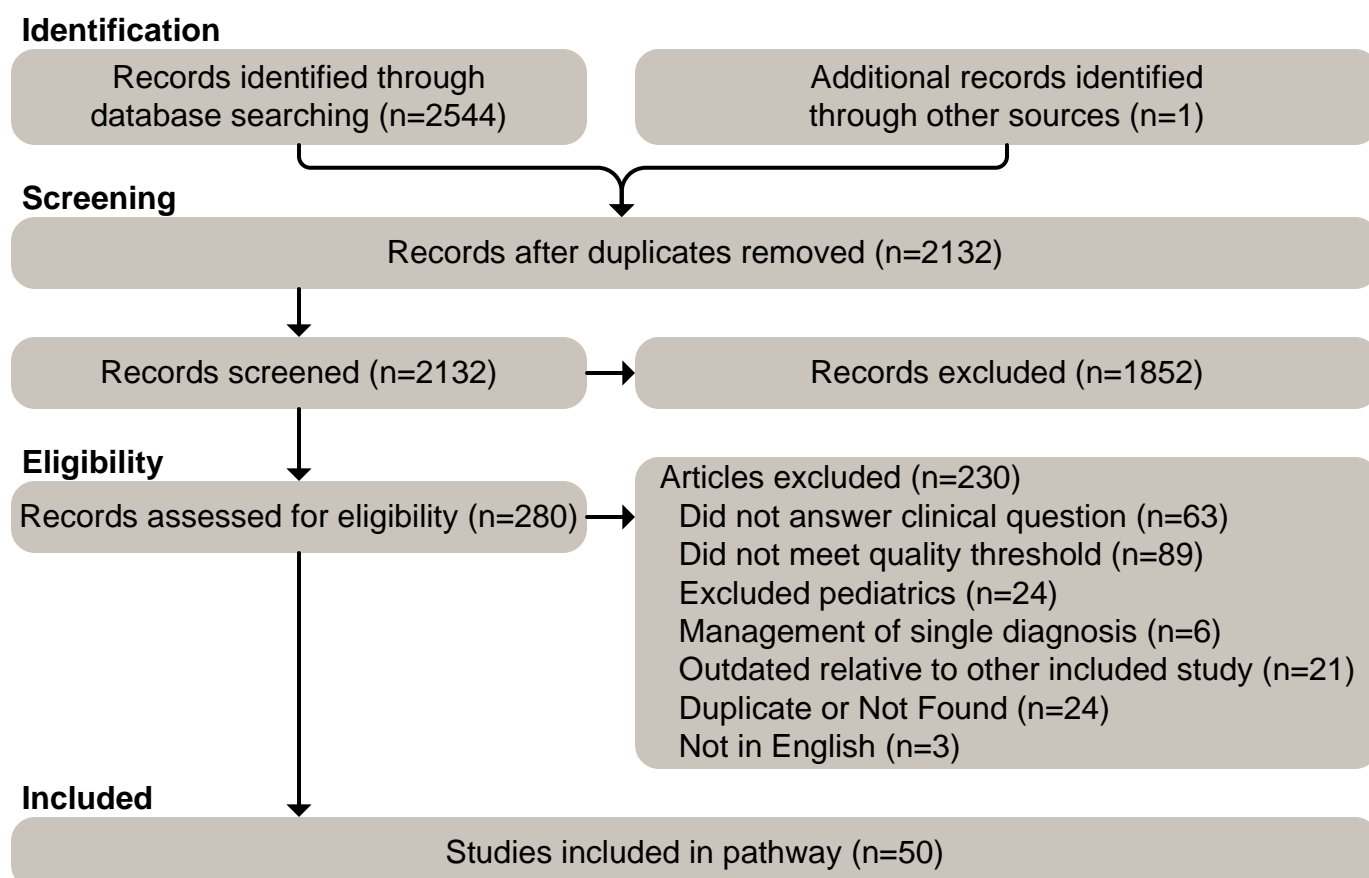 Identification
Records identified through
database searching (n=2544)
Additional records identified
through other sources (n=1)
Screening
Records after duplicates removed (n=2132)
Records screened (n=2132)
Records excluded (n=1852)
Eligibility
Records assessed for eligibility (n=280)
Articles excluded (n=230)
Did not answer clinical question (n=63)
Did not meet quality threshold (n=89)
Excluded pediatrics (n=24)
Management of single diagnosis (n=6)
Outdated relative to other included study (n=21)
Duplicate or Not Found (n=24)
Not in English (n=3)
Included
Studies included in pathway (n=50)